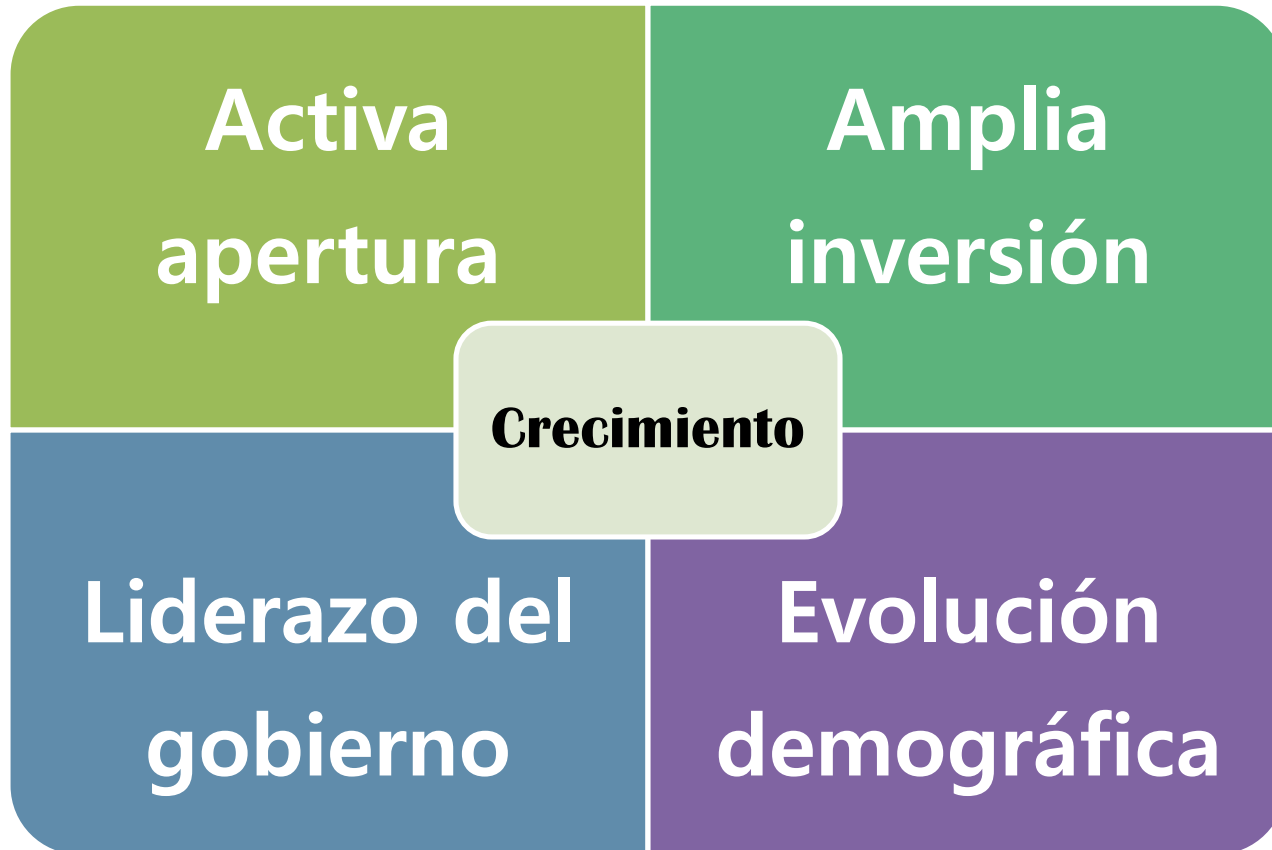 Activa
apertura
Amplia
inversión
Crecimiento
Liderazo del
gobierno
Evolución
demográfica